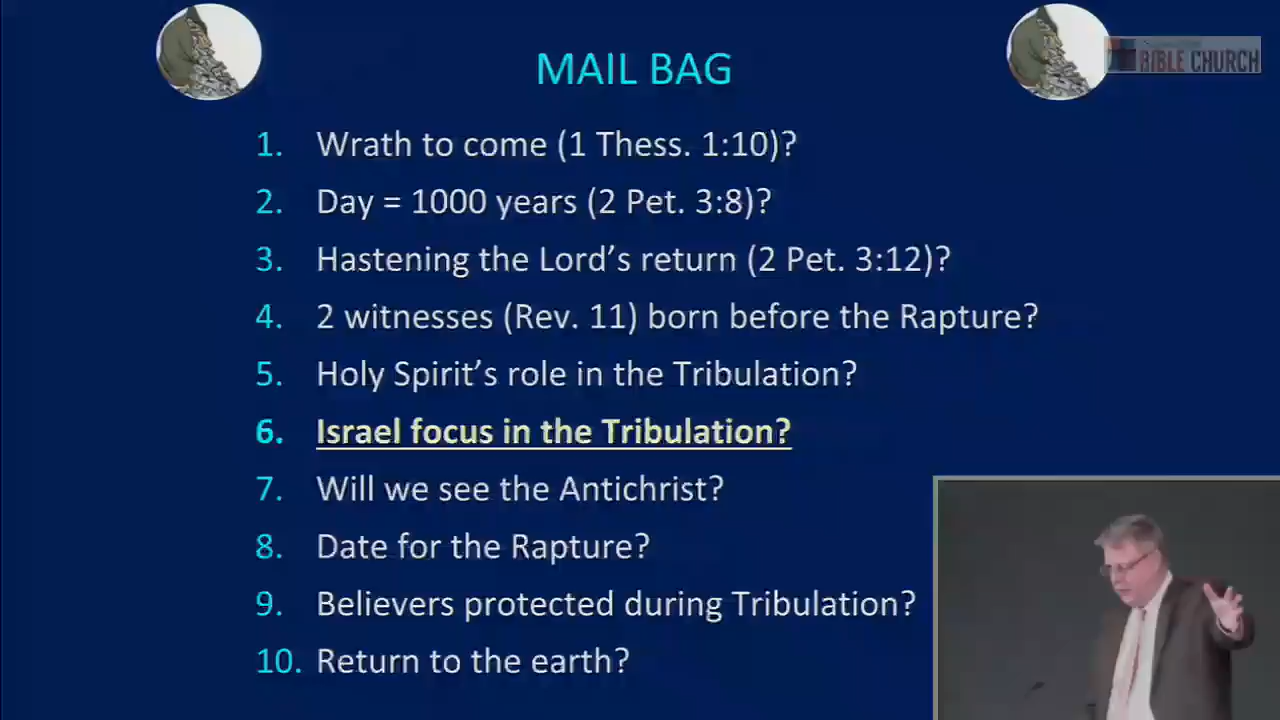 MAIL BAG
BIBLE CHURCH
1. Wrath to come (1 Thess. 1:10)?
2. Day = 1000 years (2 Pet. 3:8)?
3. Hastening the Lord’s return (2 Pet. 3:12)?
4. 2 witnesses (Rev. 11) born before the Rapture?
5. Holy Spirit’s role in the Tribulation?
6. Israel focus in the Tribulation?
7. Will we see the Antichrist?
8. Date for the Rapture?
9. Believers protected during Tribulation?
10. Return to the earth?